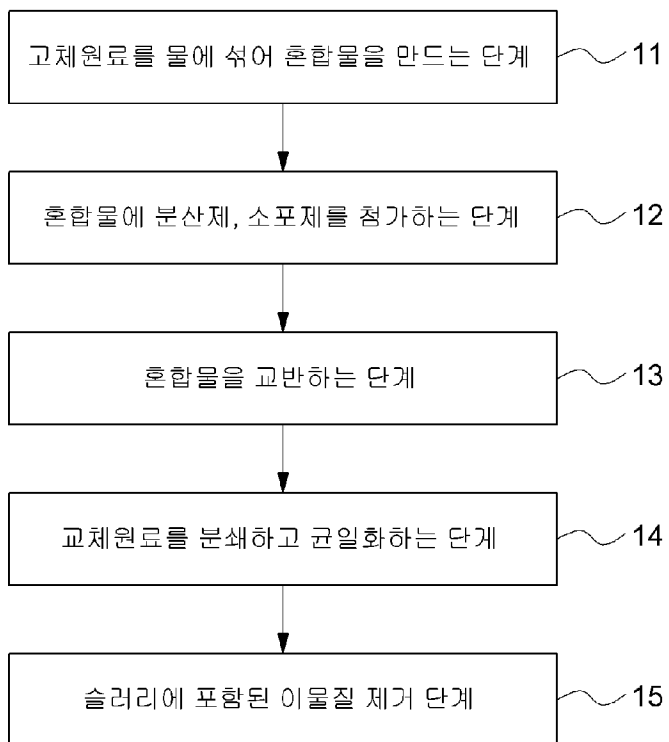 고체원료를 물에 섞어 혼합물을 만드는 단계 11
혼합물에 분산제, 소포제를 첨가하는 단계 12
혼합물을 교반하는 단계 13
교체원료를 분쇄하고 균일화하는 단계 14
슬러리에 포함된 이물질 제거 단계 15